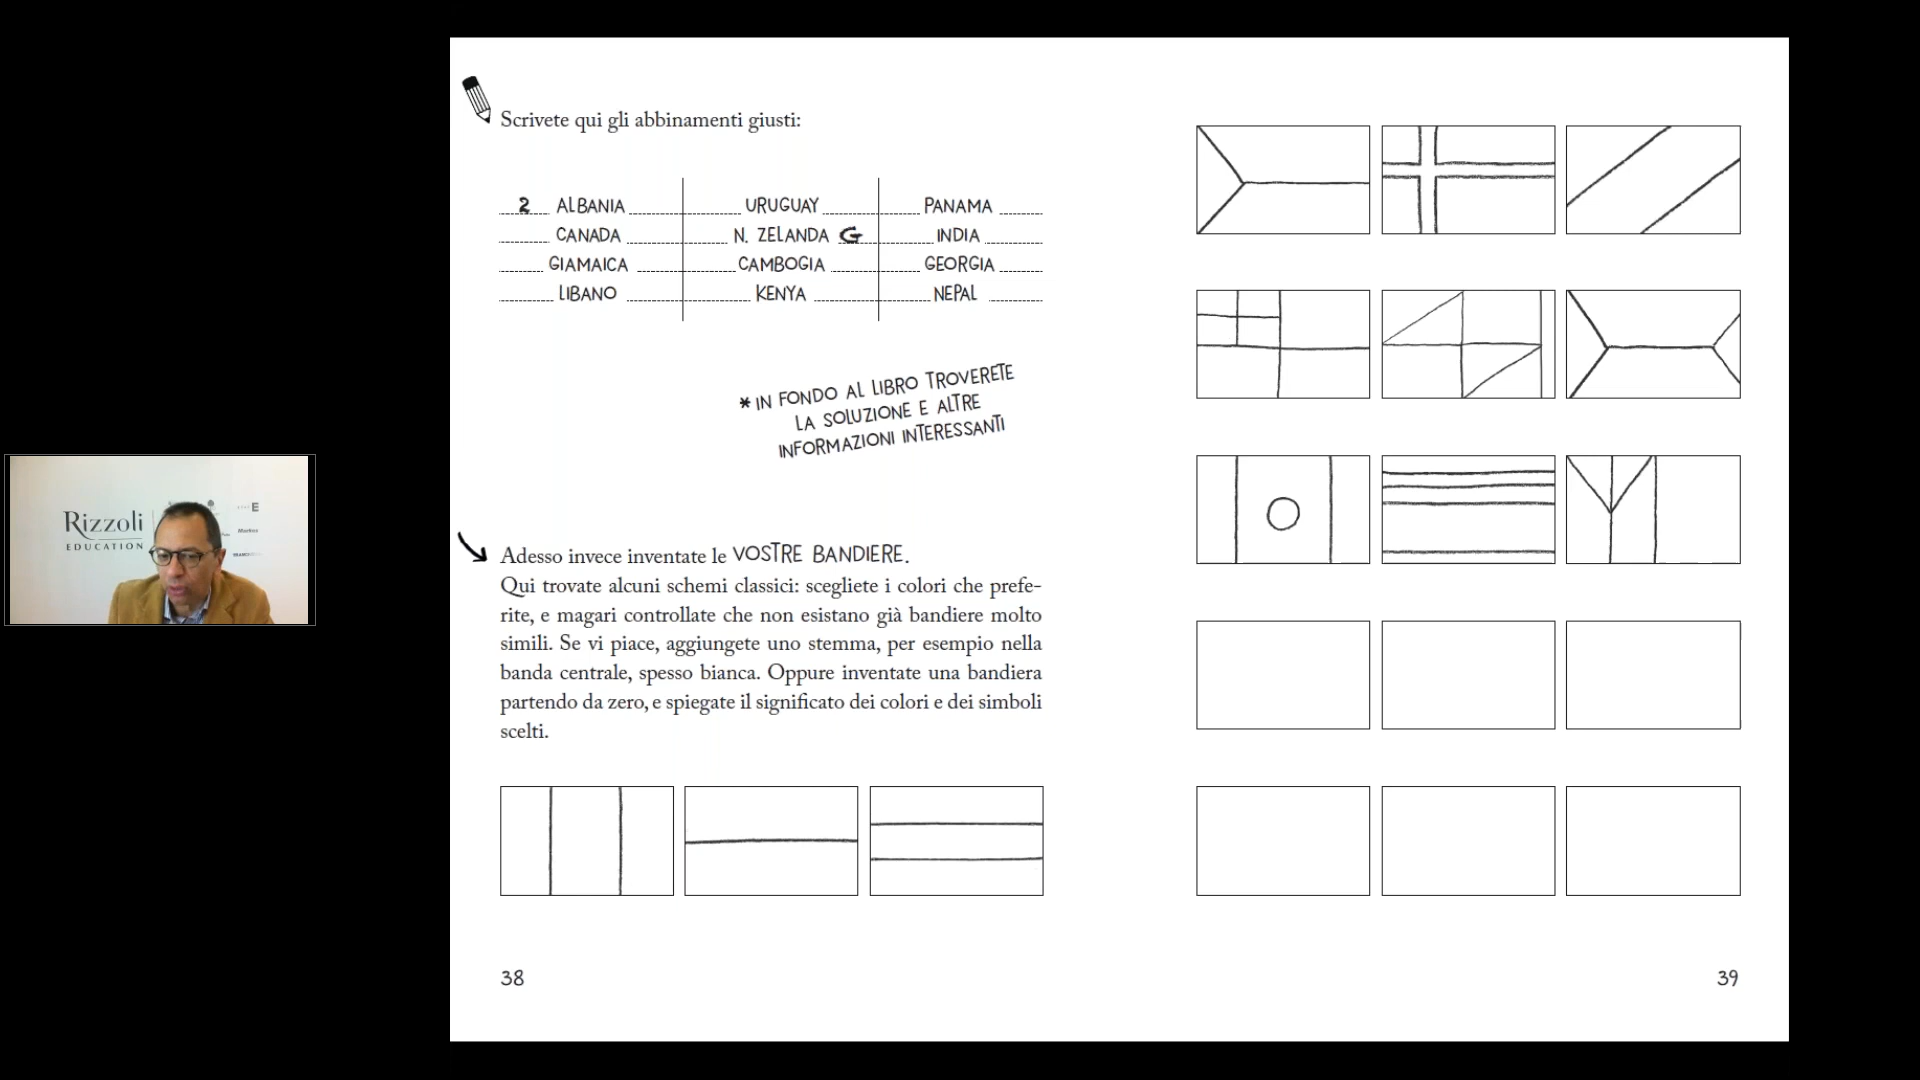 Scrivete qui gli abbinamenti giusti:
2 ALBANIA URUGUAY PANAMA
CANADA N. ZELANDA G INDIA
GIAMAICA CAMBOGIA GEORGIA
LIBANO KENYA NEPAL
* IN FONDO AL LIBRO TROVERETE
LA SOLUZIONE E ALTRE
INFORMAZIONI INTERESSANTI
Adesso invece inventate le VOSTRE BANDIERE.
Qui trovate alcuni schemi classici: scegliete i colori che prefe-
rite, e magari controllate che non esistano già bandiere molto
simili. Se vi piace, aggiungete uno stemma, per esempio nella
banda centrale, spesso bianca. Oppure inventate una bandiera
partendo da zero, e spiegate il significato dei colori e dei simboli
scelti.
38
39
Rizzoli
EDUCATION